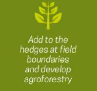 Add to the
hedges at field
boundaries
and develop
agroforestry